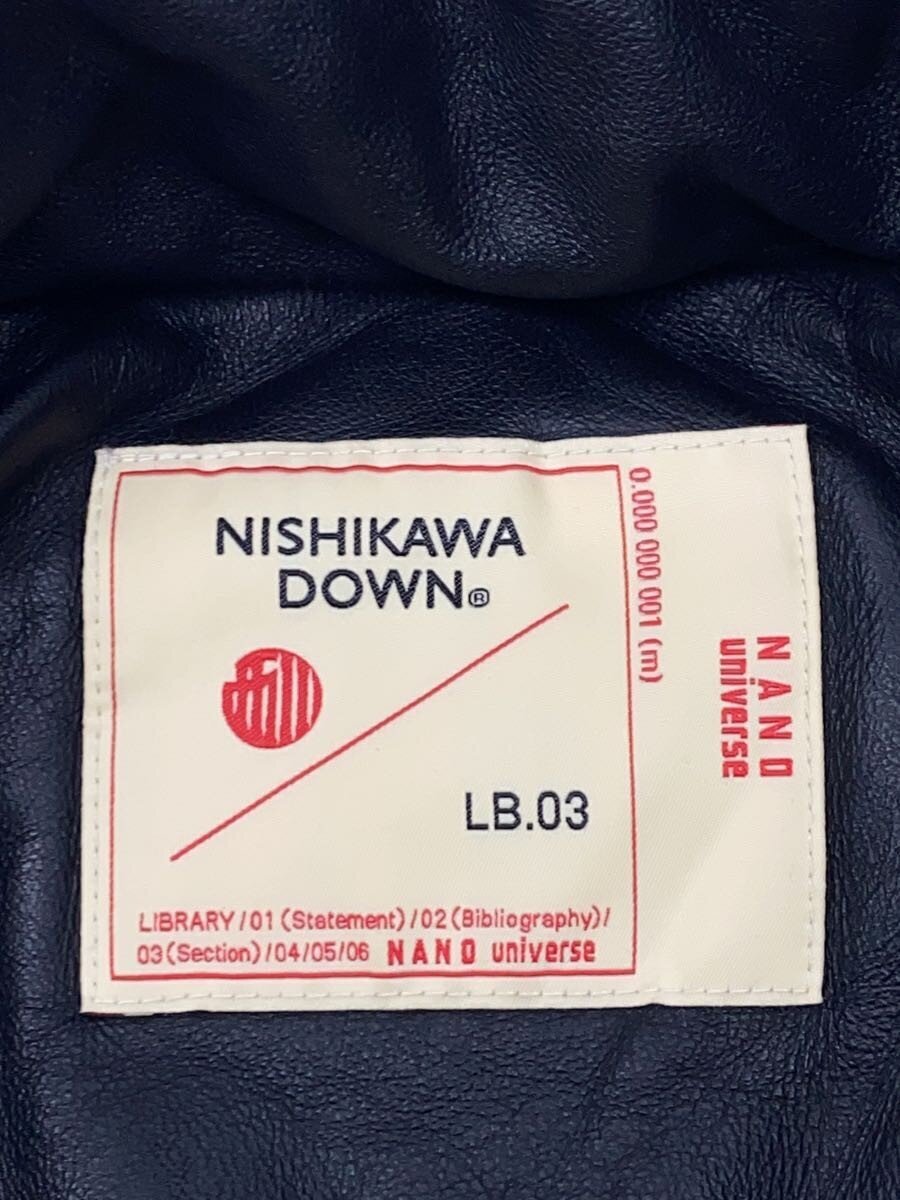 NISHIKAWA
DOWN®
LB.03
LIBRARY/01(Statement)/02(Bibliography)/
03(Section)/04/05/06 NANO universe
0.000 000 001 (m)
NANO
universe